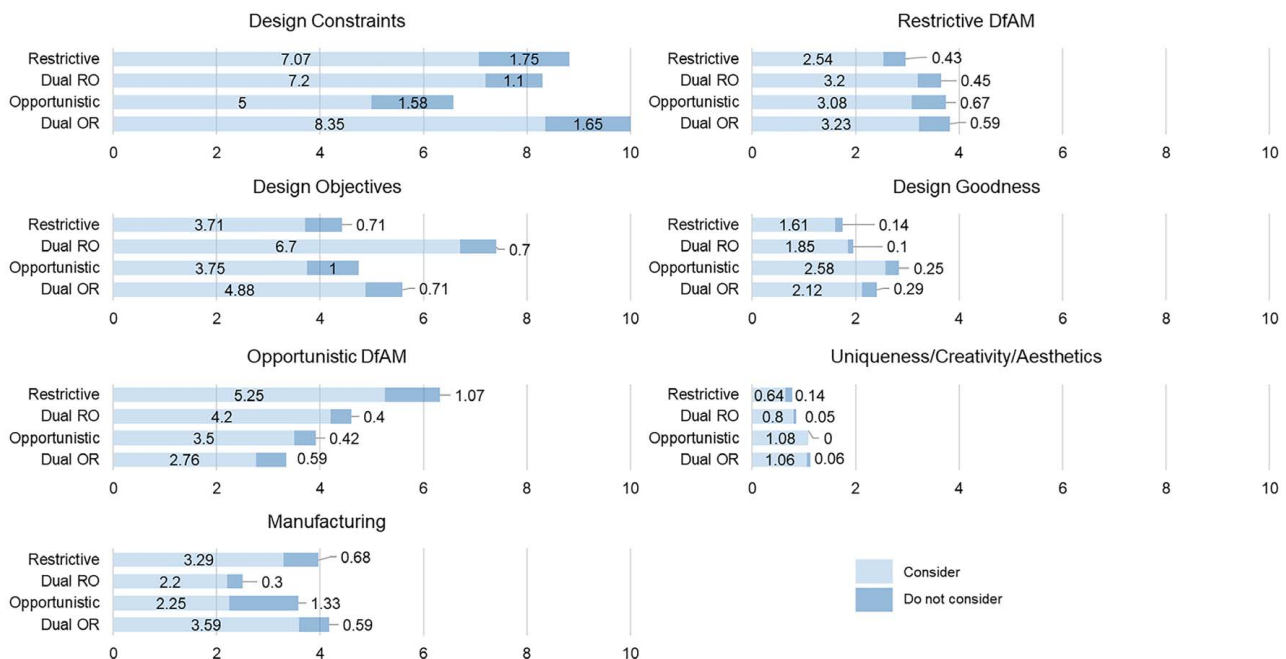 Design Constraints
Restrictive 7.07 1.75
Dual RO 7.2 1.1
Opportunistic 5 1.58
Dual OR 8.35 1.65
0 2 4 6 8 10
Restrictive DfAM
Restrictive 2.54 0.43
Dual RO 3.2 0.45
Opportunistic 3.08 0.67
Dual OR 3.23 0.59
0 2 4 6 8 10
Design Objectives
Restrictive 3.71 0.71
Dual RO 6.7 0.7
Opportunistic 3.75 1
Dual OR 4.88 0.71
0 2 4 6 8 10
Design Goodness
Restrictive 1.61 0.14
Dual RO 1.85 0.1
Opportunistic 2.58 0.25
Dual OR 2.12 0.29
0 2 4 6 8 10
Opportunistic DfAM
Restrictive 5.25 1.07
Dual RO 4.2 0.4
Opportunistic 3.5 0.42
Dual OR 2.76 0.59
0 2 4 6 8 10
Uniqueness/Creativity/Aesthetics
Restrictive 0.64 0.14
Dual RO 0.8 0.05
Opportunistic 1.08 0
Dual OR 1.06 0.06
0 2 4 6 8 10
Manufacturing
Restrictive 3.29 0.68
Dual RO 2.2 0.3
Opportunistic 2.25 1.33
Dual OR 3.59 0.59
0 2 4 6 8 10
Consider
Do not consider